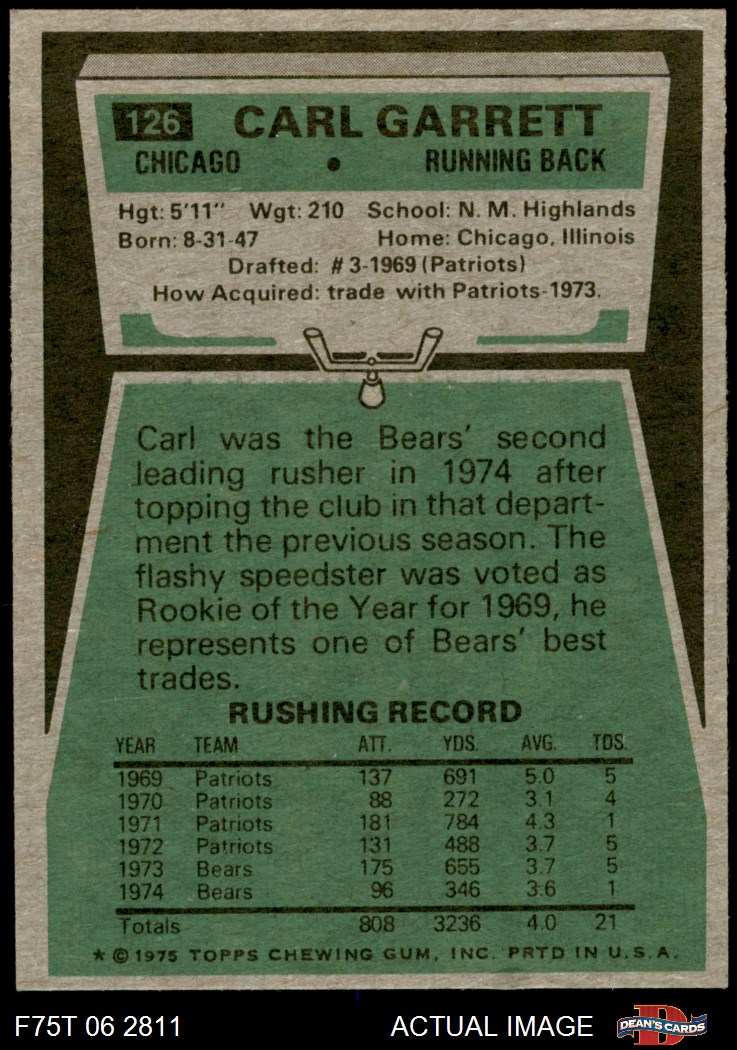 126 CARL GARRETT
CHICAGO • RUNNING BACK
Hgt: 5'11" Wgt: 210 School: N. M. Highlands
Born: 8-31-47 Home: Chicago, Illinois
Drafted: # 3-1969 (Patriots)
How Acquired: trade with Patriots-1973.
Carl was the Bears' second
leading rusher in 1974 after
topping the club in that depart-
ment the previous season. The
flashy speedster was voted as
Rookie of the Year for 1969, he
represents one of Bears' best
trades.
RUSHING RECORD
YEAR TEAM ATT. YDS. AVG. TDS.
1969 Patriots 137 691 5.0 5
1970 Patriots 88 272 3.1 4
1971 Patriots 181 784 4.3 1
1972 Patriots 131 488 3.7 5
1973 Bears 175 655 3.7 5
1974 Bears 96 346 3.6 1
Totals 808 3236 4.0 21
* © 1975 TOPPS CHEWING GUM, INC. PRTD IN U.S.A.
F75T 06 2811 ACTUAL IMAGE D DEAN'S CARDS